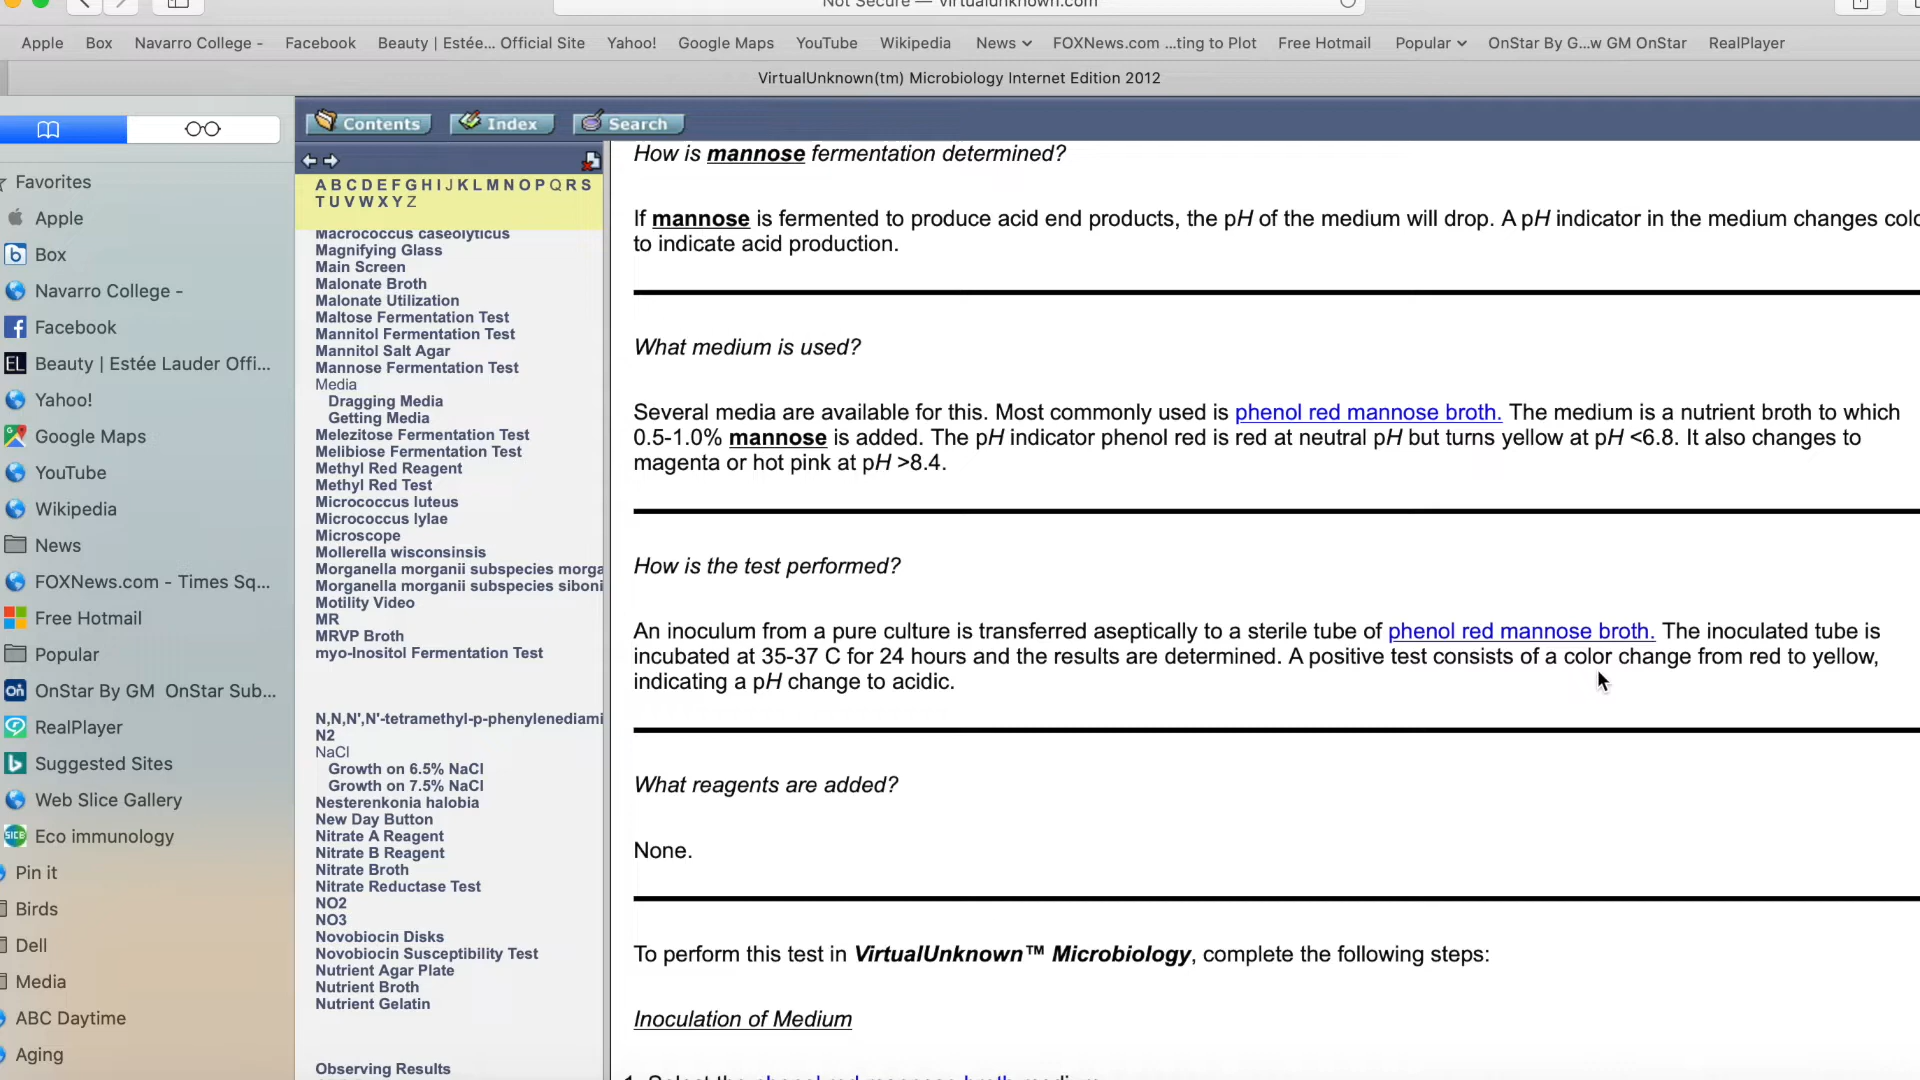 Not Secure — virtualunknown.com
Apple Box Navarro College - Facebook Beauty | Estée... Official Site Yahoo! Google Maps YouTube Wikipedia News FOXNews.com ...ting to Plot Free Hotmail Popular OnStar By G...w GM OnStar RealPlayer
VirtualUnknown(tm) Microbiology Internet Edition 2012
Contents Index Search
Favorites
Apple
Box
Navarro College -
Facebook
Beauty | Estée Lauder Offi...
Yahoo!
Google Maps
YouTube
Wikipedia
News
FOXNews.com - Times Sq...
Free Hotmail
Popular
OnStar By GM OnStar Sub...
RealPlayer
Suggested Sites
Web Slice Gallery
Eco immunology
Pin it
Birds
Dell
Media
ABC Daytime
Aging
A B C D E F G H I J K L M N O P Q R S
T U V W X Y Z
Macrococcus caseolyticus
Magnifying Glass
Main Screen
Malonate Broth
Malonate Utilization
Maltose Fermentation Test
Mannitol Fermentation Test
Mannitol Salt Agar
Mannose Fermentation Test
Media
Dragging Media
Getting Media
Melezitose Fermentation Test
Melibiose Fermentation Test
Methyl Red Reagent
Methyl Red Test
Micrococcus luteus
Micrococcus lylae
Microscope
Mollerella wisconsinsis
Morganella morganii subspecies morga
Morganella morganii subspecies siboni
Motility Video
MR
MRVP Broth
myo-Inositol Fermentation Test
N,N,N',N'-tetramethyl-p-phenylenediami
N2
NaCl
Growth on 6.5% NaCl
Growth on 7.5% NaCl
Nesterenkonia halobia
New Day Button
Nitrate A Reagent
Nitrate B Reagent
Nitrate Broth
Nitrate Reductase Test
NO2
NO3
Novobiocin Disks
Novobiocin Susceptibility Test
Nutrient Agar Plate
Nutrient Broth
Nutrient Gelatin
Observing Results
How is mannose fermentation determined?
If mannose is fermented to produce acid end products, the pH of the medium will drop. A pH indicator in the medium changes colo
to indicate acid production.
What medium is used?
Several media are available for this. Most commonly used is phenol red mannose broth. The medium is a nutrient broth to which
0.5-1.0% mannose is added. The pH indicator phenol red is red at neutral pH but turns yellow at pH <6.8. It also changes to
magenta or hot pink at pH >8.4.
How is the test performed?
An inoculum from a pure culture is transferred aseptically to a sterile tube of phenol red mannose broth. The inoculated tube is
incubated at 35-37 C for 24 hours and the results are determined. A positive test consists of a color change from red to yellow,
indicating a pH change to acidic.
What reagents are added?
None.
To perform this test in VirtualUnknown™ Microbiology, complete the following steps:
Inoculation of Medium
1. Select the phenol red mannose broth medium